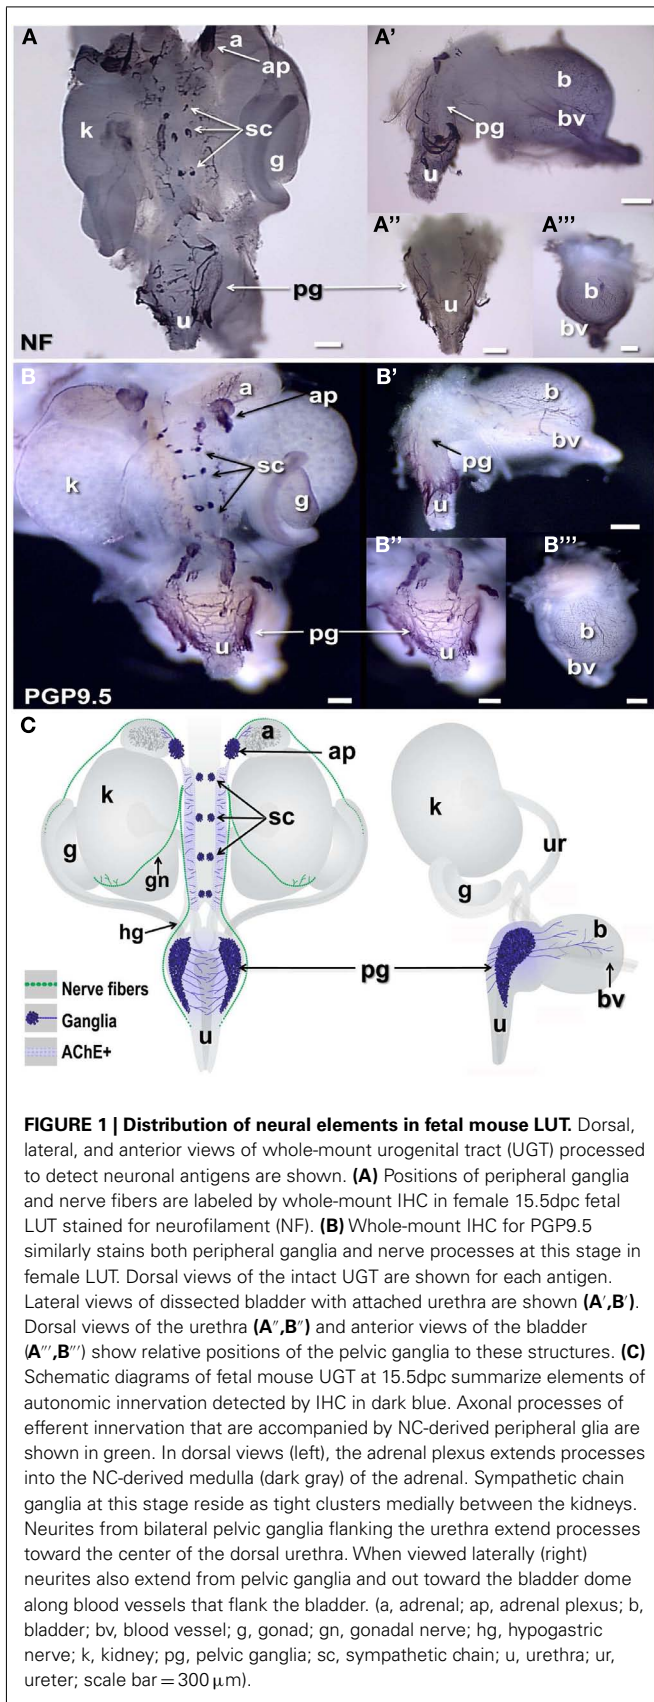 A
a
ap
k
sc
g
pg
u
NF
A'
b
bv
pg
u
A''
u
A'''
b
bv
B
a
ap
k
sc
g
pg
u
PGP9.5
B'
b
bv
pg
u
B''
u
B'''
b
bv
C
a
ap
k
sc
g
gn
hg
pg
u
k
ur
g
b
bv
u
Nerve fibers
Ganglia
AChE+
FIGURE 1 | Distribution of neural elements in fetal mouse LUT. Dorsal,
lateral, and anterior views of whole-mount urogenital tract (UGT) processed
to detect neuronal antigens are shown. (A) Positions of peripheral ganglia
and nerve fibers are labeled by whole-mount IHC in female 15.5dpc fetal
LUT stained for neurofilament (NF). (B) Whole-mount IHC for PGP9.5
similarly stains both peripheral ganglia and nerve processes at this stage in
female LUT. Dorsal views of the intact UGT are shown for each antigen.
Lateral views of dissected bladder with attached urethra are shown (A′,B′).
Dorsal views of the urethra (A″,B″) and anterior views of the bladder
(A‴,B‴) show relative positions of the pelvic ganglia to these structures. (C)
Schematic diagrams of fetal mouse UGT at 15.5dpc summarize elements of
autonomic innervation detected by IHC in dark blue. Axonal processes of
efferent innervation that are accompanied by NC-derived peripheral glia are
shown in green. In dorsal views (left), the adrenal plexus extends processes
into the NC-derived medulla (dark gray) of the adrenal. Sympathetic chain
ganglia at this stage reside as tight clusters medially between the kidneys.
Neurites from bilateral pelvic ganglia flanking the urethra extend processes
toward the center of the dorsal urethra. When viewed laterally (right)
neurites also extend from pelvic ganglia and out toward the bladder dome
along blood vessels that flank the bladder. (a, adrenal; ap, adrenal plexus; b,
bladder; bv, blood vessel; g, gonad; gn, gonadal nerve; hg, hypogastric
nerve; k, kidney; pg, pelvic ganglia; sc, sympathetic chain; u, urethra; ur,
ureter; scale bar = 300 μm).